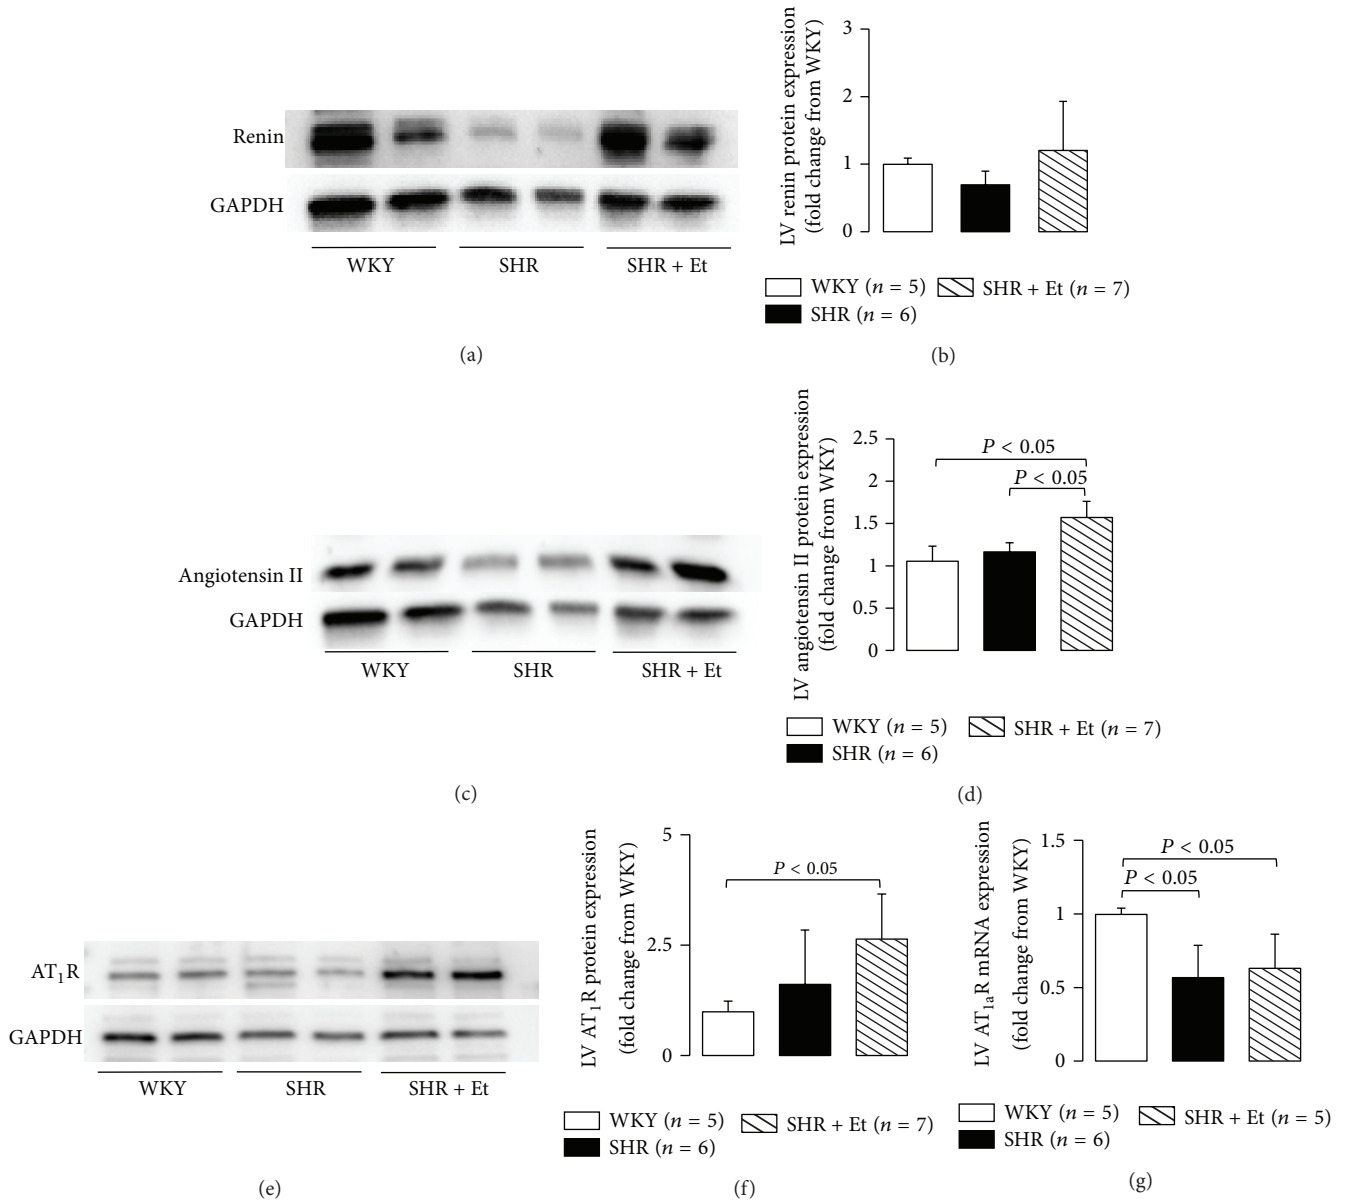 Renin
GAPDH
WKY SHR SHR + Et
(a)
LV renin protein expression
(fold change from WKY)
3
2
1
0
WKY (n = 5) SHR + Et (n = 7)
SHR (n = 6)
(b)
Angiotensin II
GAPDH
WKY SHR SHR + Et
(c)
LV angiotensin II protein expression
(fold change from WKY)
2.5
2
1.5
1
0.5
0
P < 0.05
P < 0.05
WKY (n = 5) SHR + Et (n = 7)
SHR (n = 6)
(d)
AT1R
GAPDH
WKY SHR SHR + Et
(e)
LV AT1R protein expression
(fold change from WKY)
5
2.5
0
P < 0.05
WKY (n = 5) SHR + Et (n = 7)
SHR (n = 6)
(f)
LV AT1aR mRNA expression
(fold change from WKY)
1.5
1
0.5
0
P < 0.05
P < 0.05
WKY (n = 5) SHR + Et (n = 5)
SHR (n = 6)
(g)